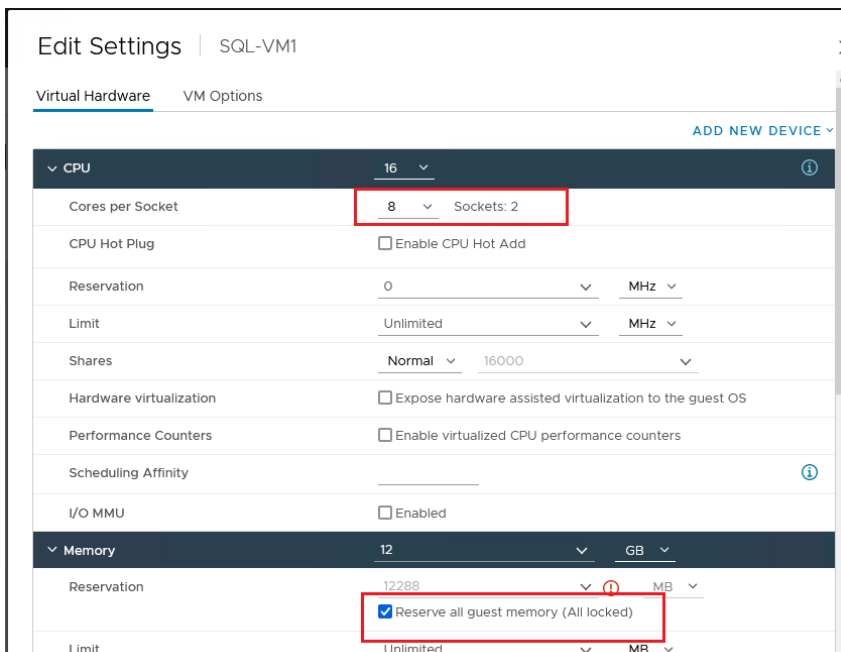 Edit Settings SQL-VM1
Virtual Hardware VM Options
ADD NEW DEVICE
CPU 16
Cores per Socket 8 Sockets: 2
CPU Hot Plug Enable CPU Hot Add
Reservation 0 MHz
Limit Unlimited MHz
Shares Normal 16000
Hardware virtualization Expose hardware assisted virtualization to the guest OS
Performance Counters Enable virtualized CPU performance counters
Scheduling Affinity
I/O MMU Enabled
Memory 12 GB
Reservation 12288 MB
Reserve all guest memory (All locked)
Limit Unlimited MB